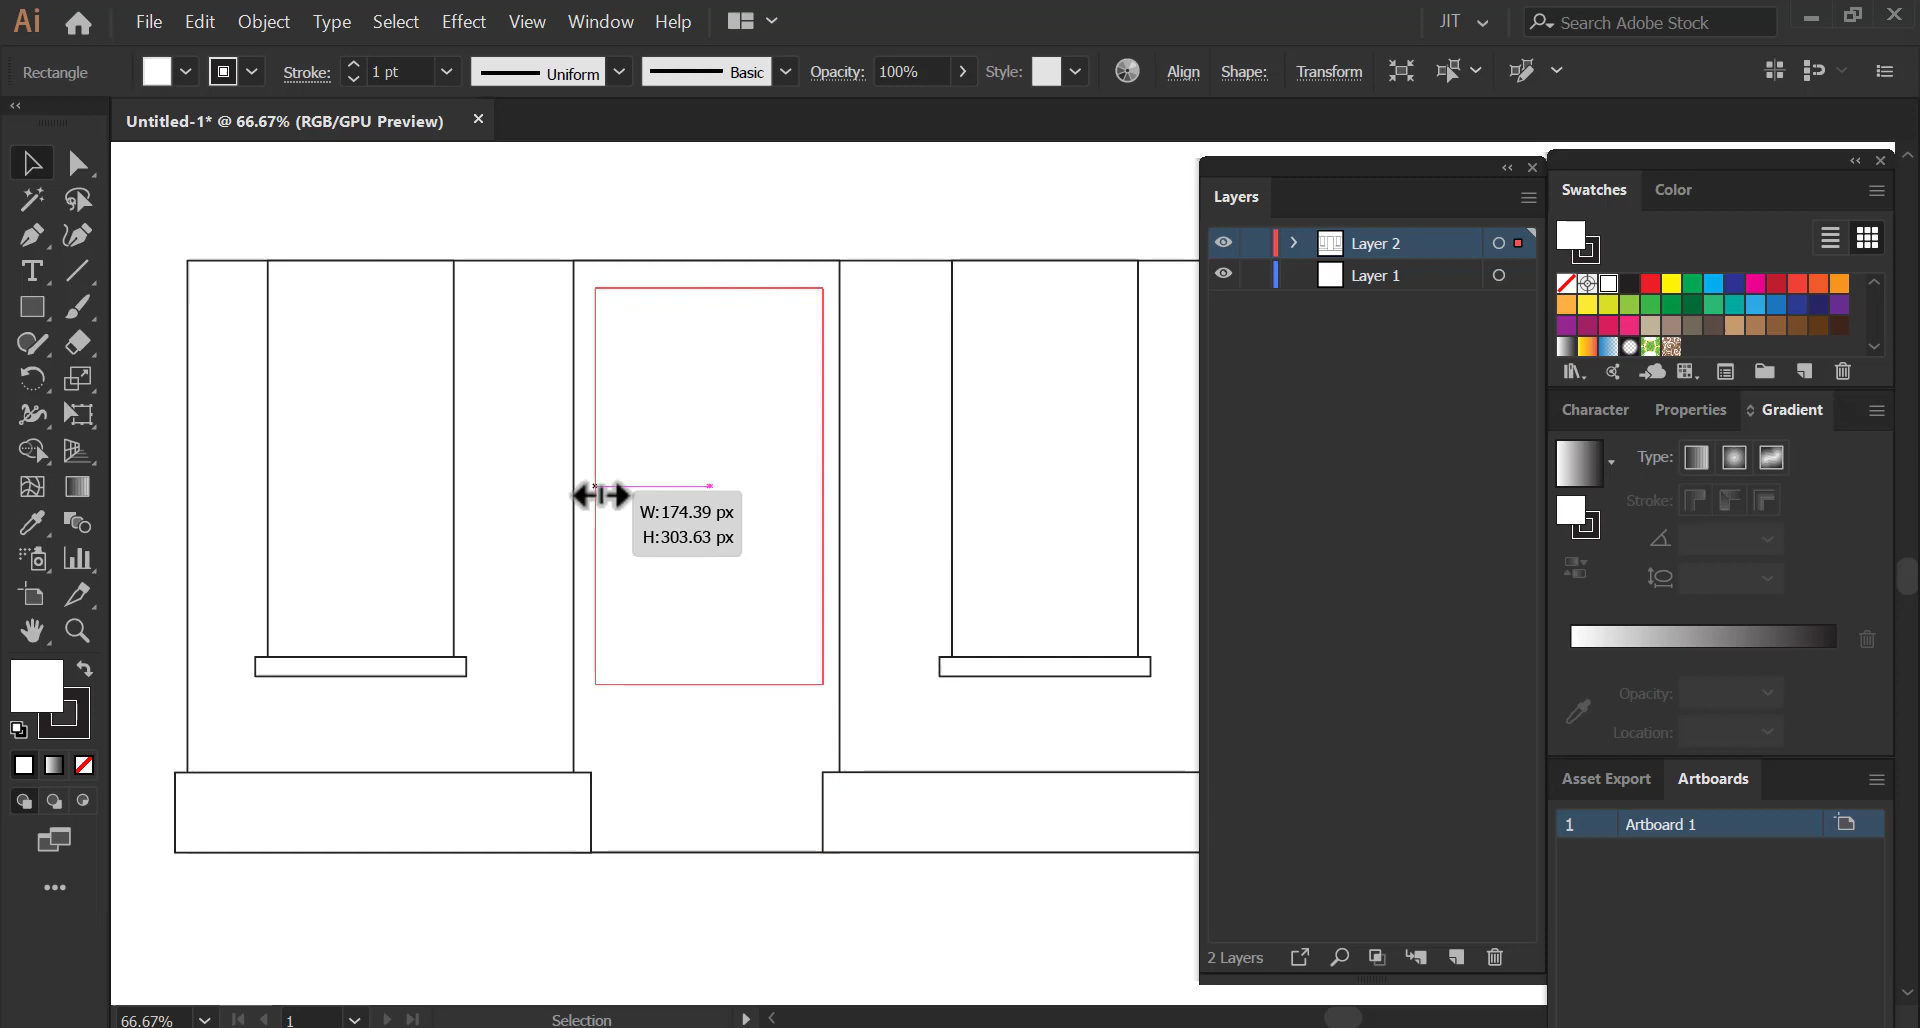 Ai File Edit Object Type Select Effect View Window Help JIT Search Adobe Stock
Rectangle Stroke: 1 pt Uniform Basic Opacity: 100% Style: Align Shape: Transform
Untitled-1* @ 66.67% (RGB/GPU Preview)
Layers
Layer 2
Layer 1
W:174.39 px
H:303.63 px
2 Layers
Swatches Color
Character Properties Gradient
Type:
Stroke:
Opacity:
Location:
Asset Export Artboards
1 Artboard 1
66.67% 1 Selection